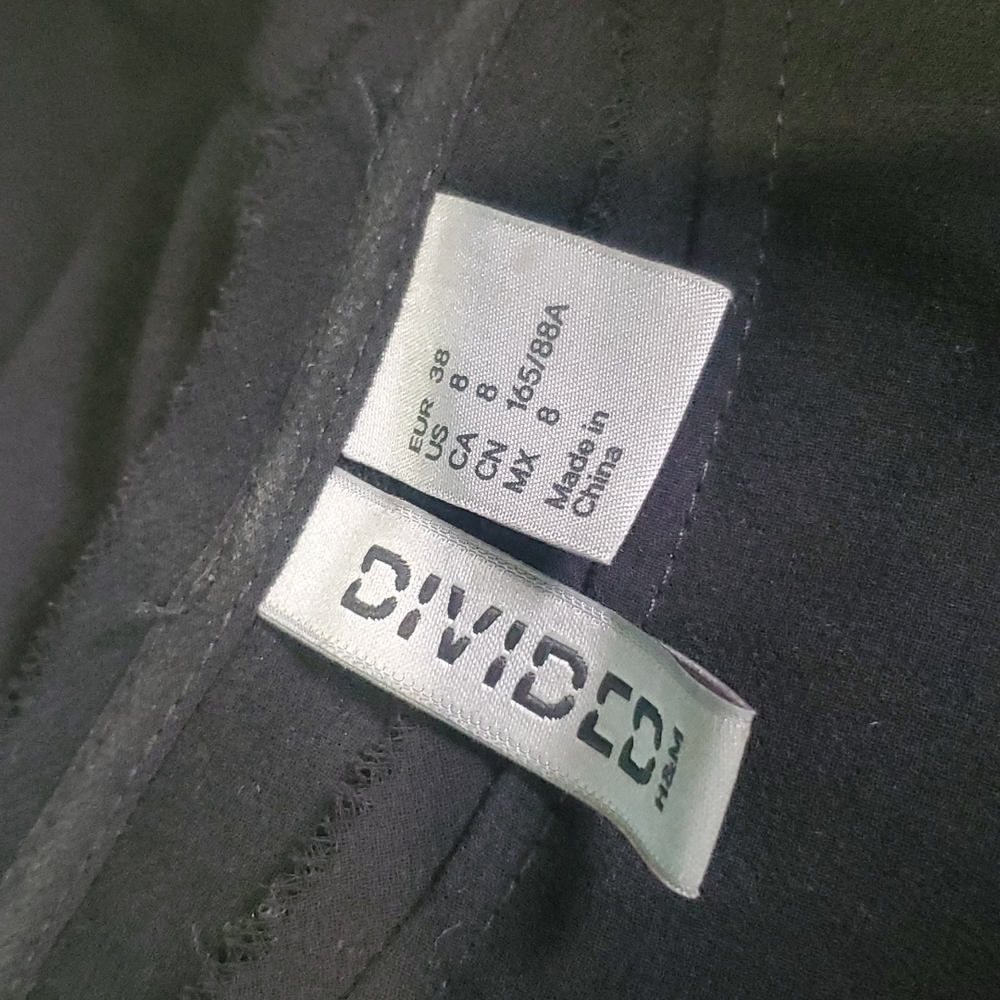 EUR 38
US 8
CA 8
CN 165/88A
MX 8
Made in
China
DIVIDED
H&M